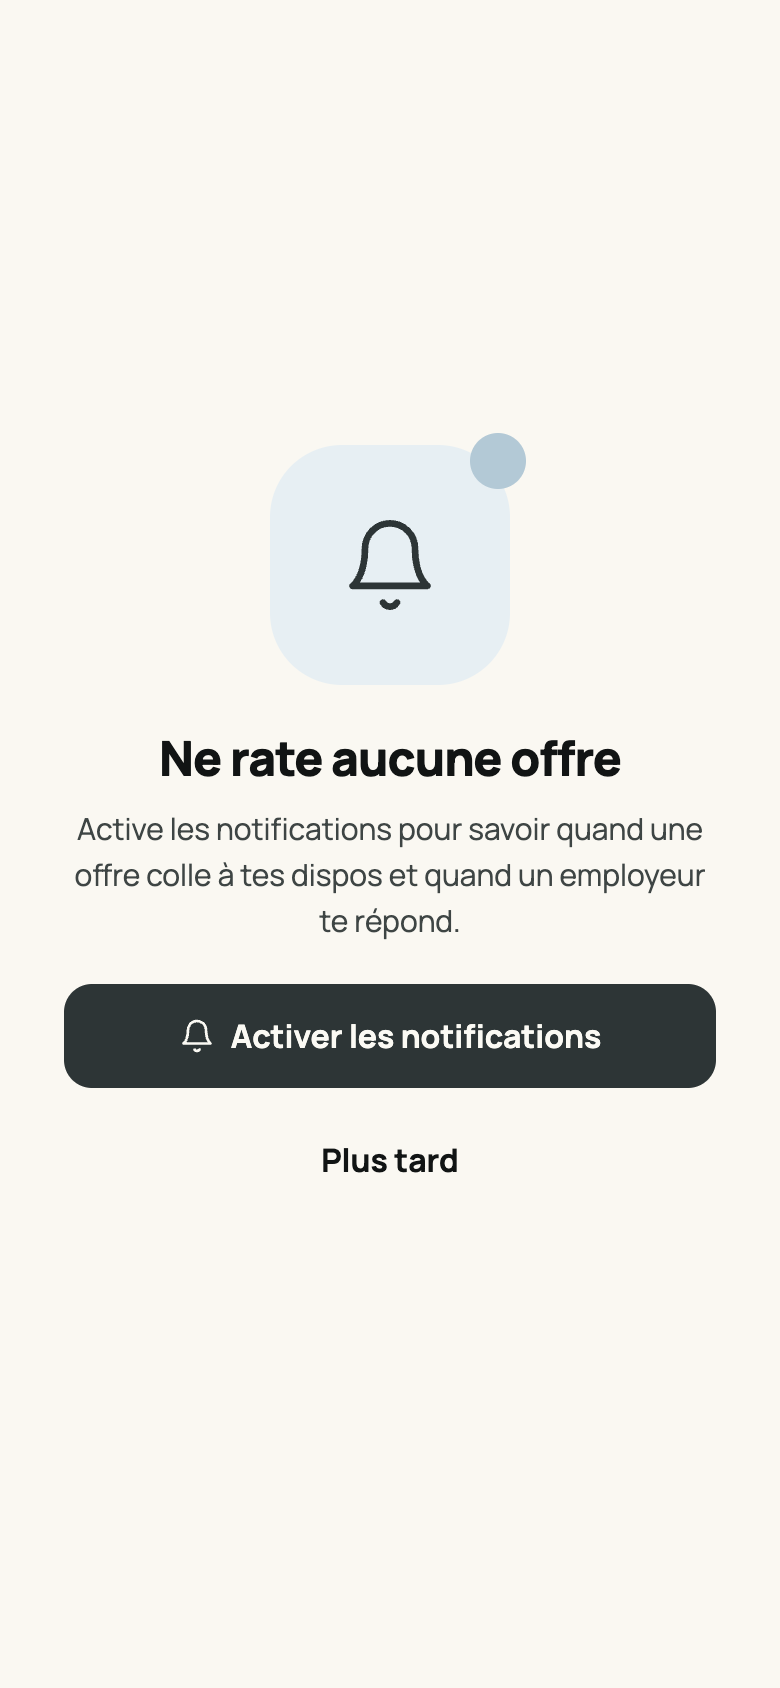 Ne rate aucune offre
Active les notifications pour savoir quand une
offre colle à tes dispos et quand un employeur
te répond.
Activer les notifications
Plus tard